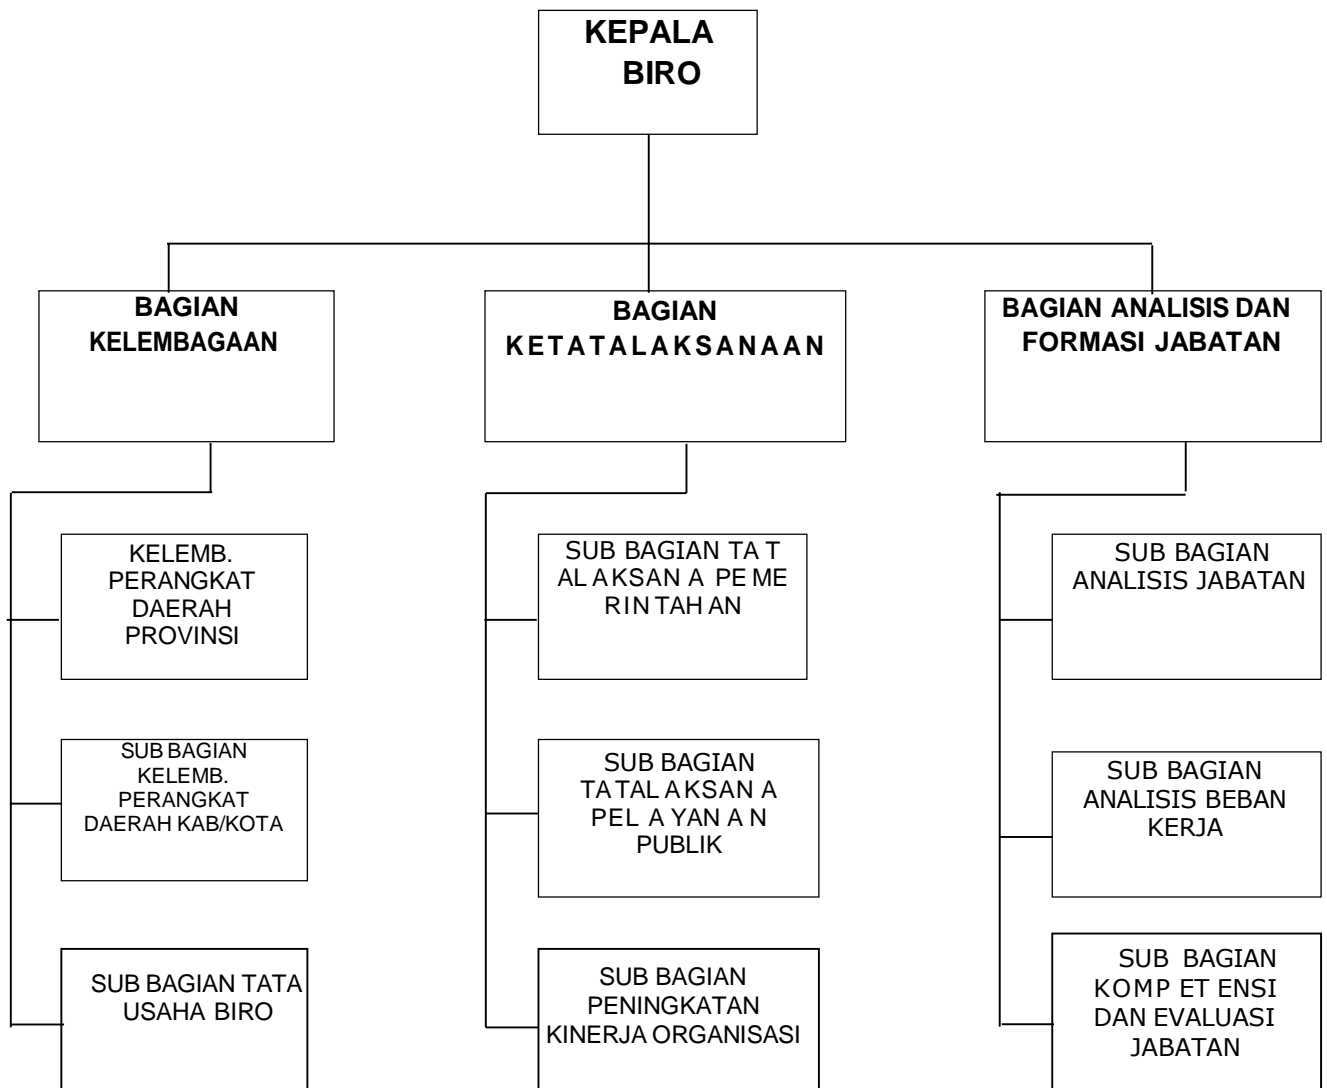 KEPALA
BIRO
BAGIAN
KELEMBAGAAN
BAGIAN
KETATALAKSANAAN
BAGIAN ANALISIS DAN
FORMASI JABATAN
KELEMB.
PERANGKAT
DAERAH
PROVINSI
SUB BAGIAN TA T
AL A KSAN A PE ME
RIN TAH AN
SUB BAGIAN
ANALISIS JABATAN
SUB BAGIAN
KELEMB.
PERANGKAT
DAERAH KAB/KOTA
SUB BAGIAN
TA TAL A KSAN A
PEL A YAN A N
PUBLIK
SUB BAGIAN
ANALISIS BEBAN
KERJA
SUB BAGIAN TATA
USAHA BIRO
SUB BAGIAN
PENINGKATAN
KINERJA ORGANISASI
SUB BAGIAN
KOMP ET ENSI
DAN EVALUASI
JABATAN